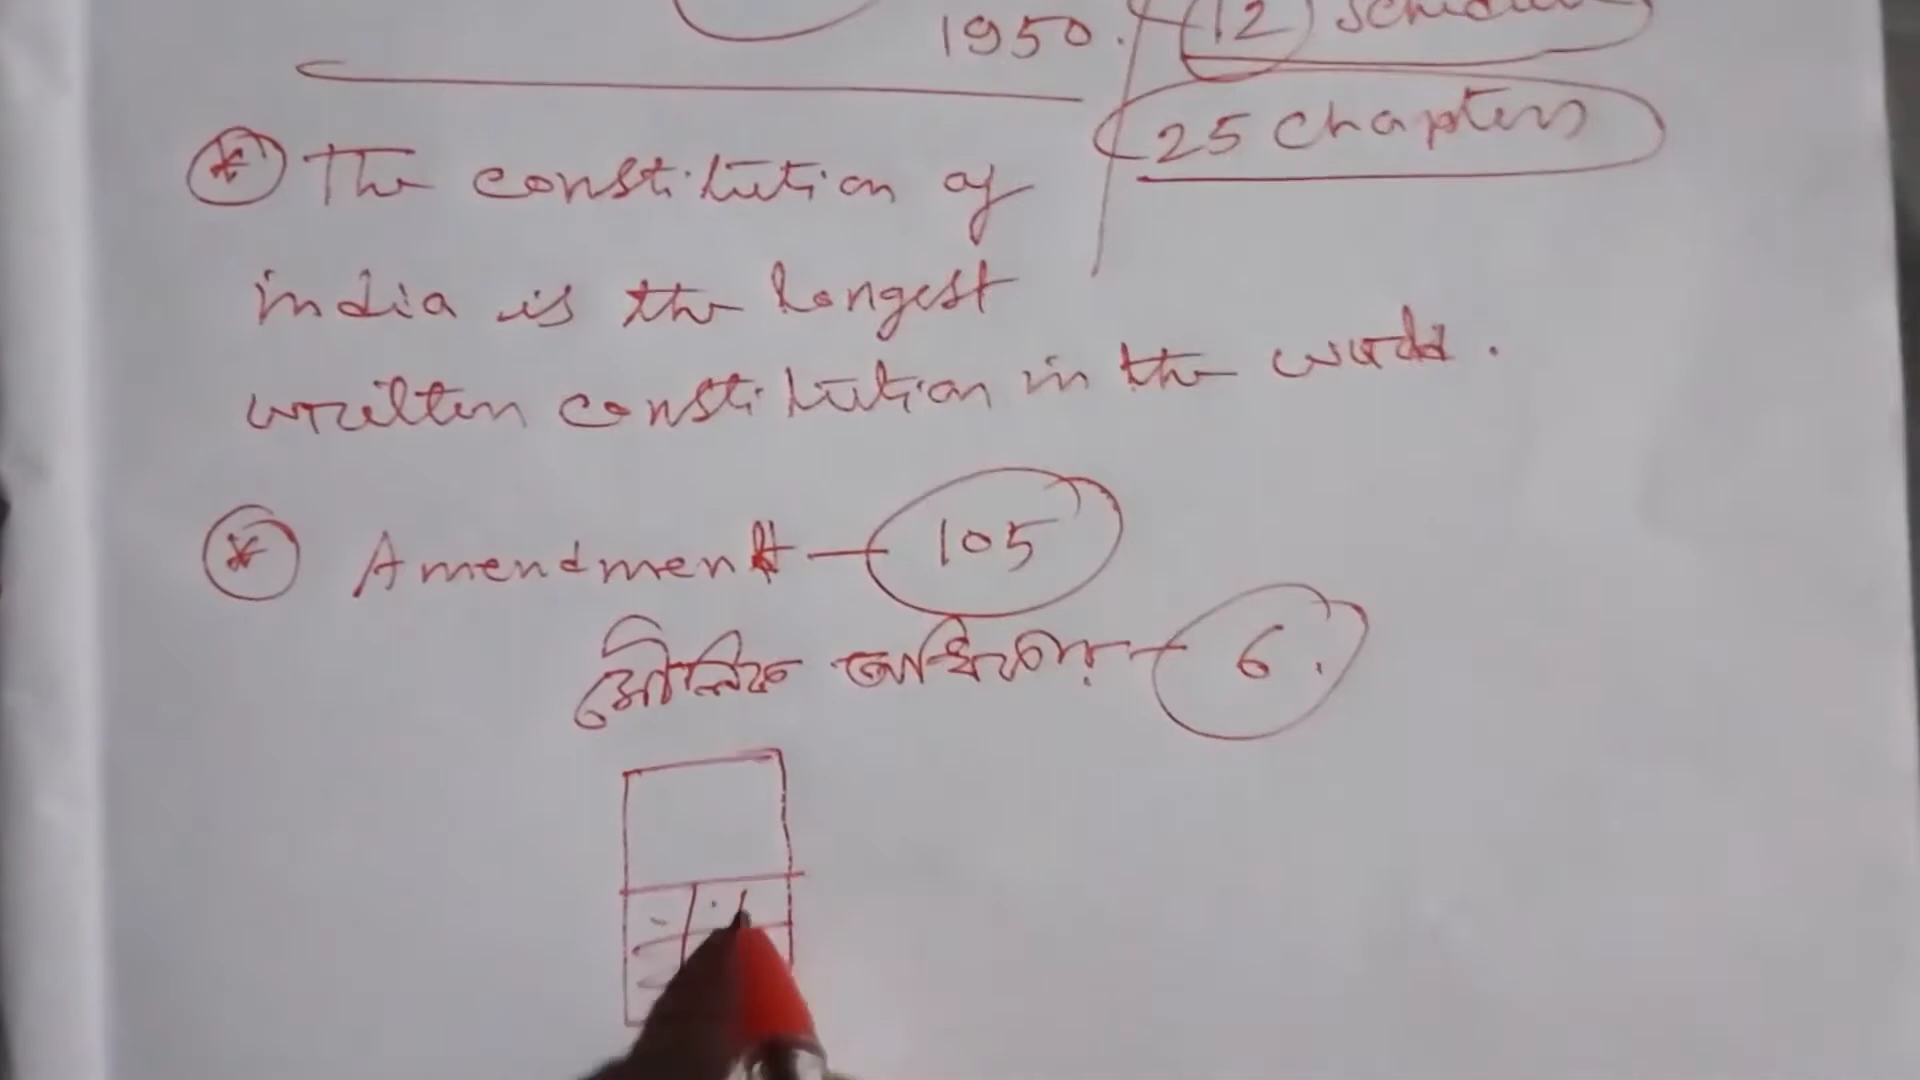 1950. 12
25 Chapters
The constitution of
india is the Longest
written constitution in the world.
Amendment - 105
মৌলিক অধিকার - 6.